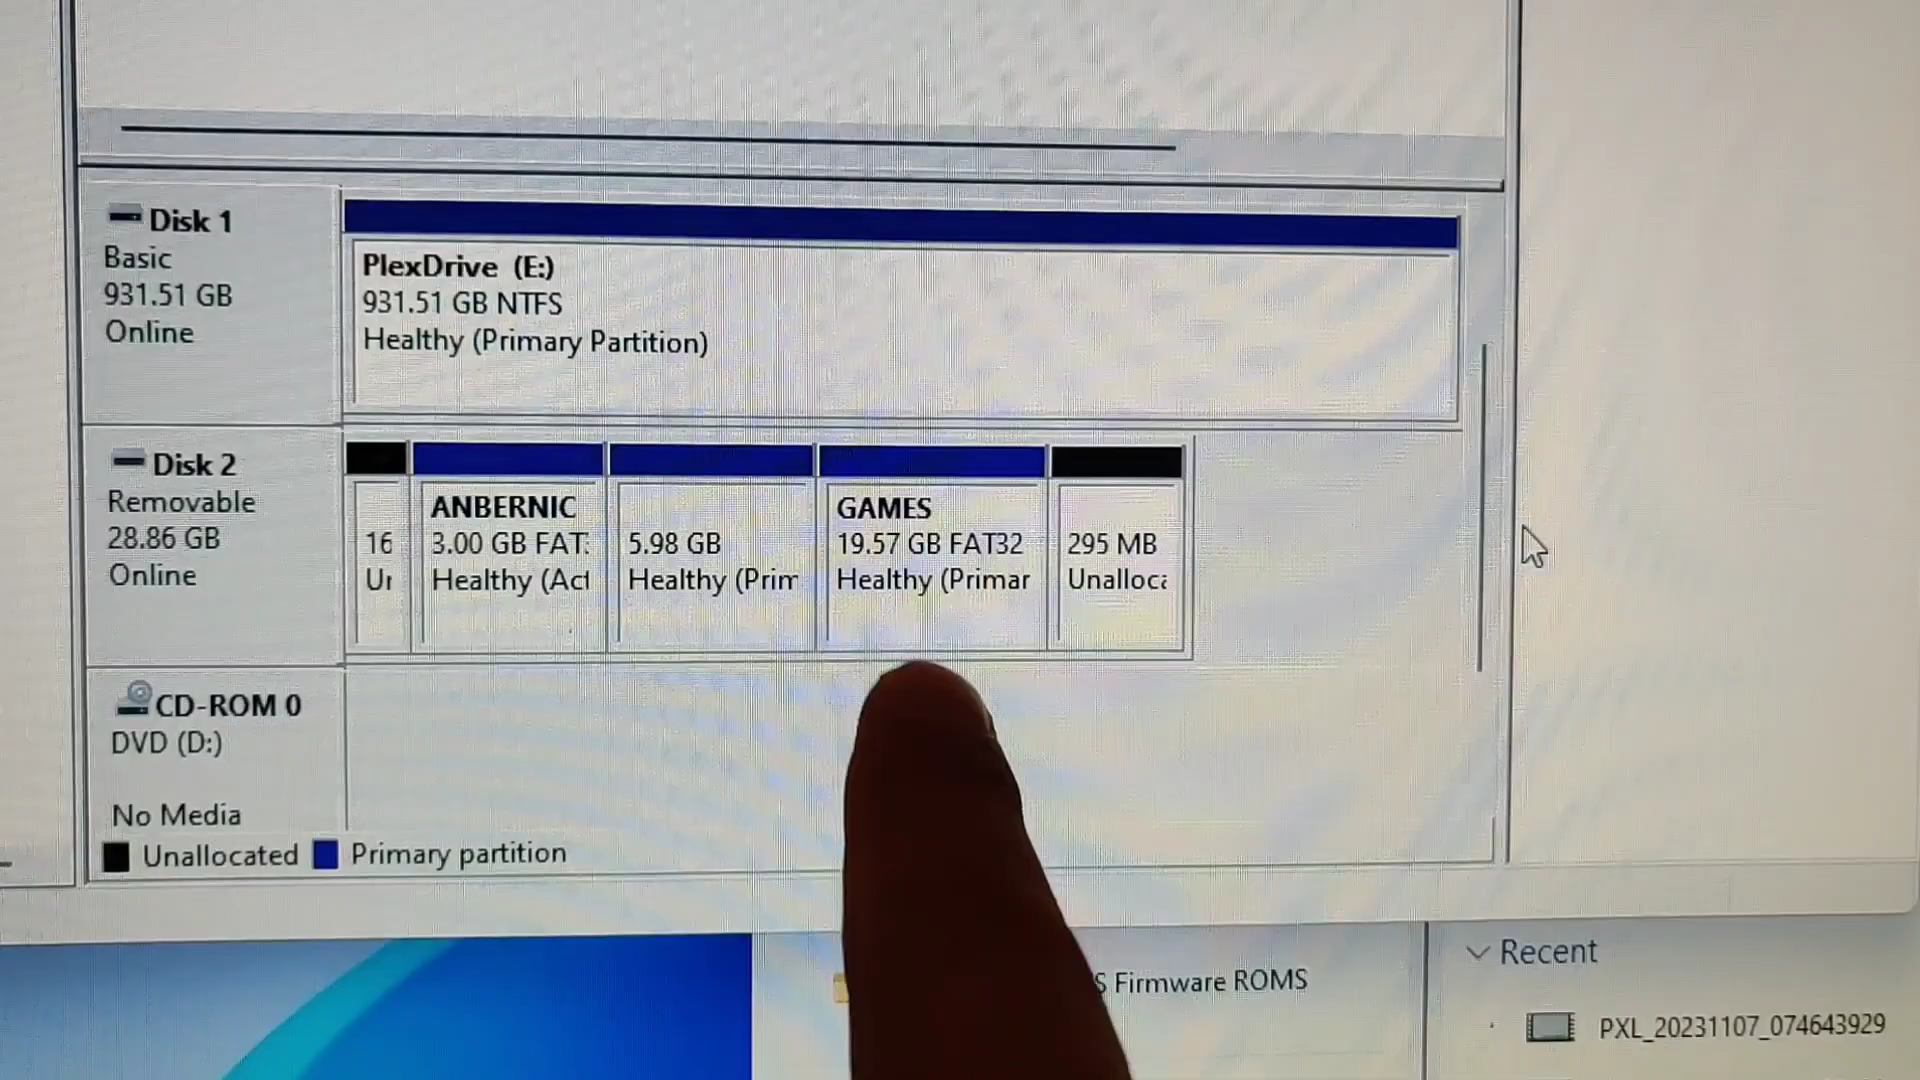 Disk 1
Basic
931.51 GB
Online
PlexDrive (E:)
931.51 GB NTFS
Healthy (Primary Partition)
Disk 2
Removable
28.86 GB
Online
16
Ur
ANBERNIC
3.00 GB FAT
Healthy (Act
5.98 GB
Healthy (Prim
GAMES
19.57 GB FAT32
Healthy (Primar
295 MB
Unalloca
CD-ROM 0
DVD (D:)
No Media
Unallocated
Primary partition
S Firmware ROMS
Recent
PXL_20231107_074643929